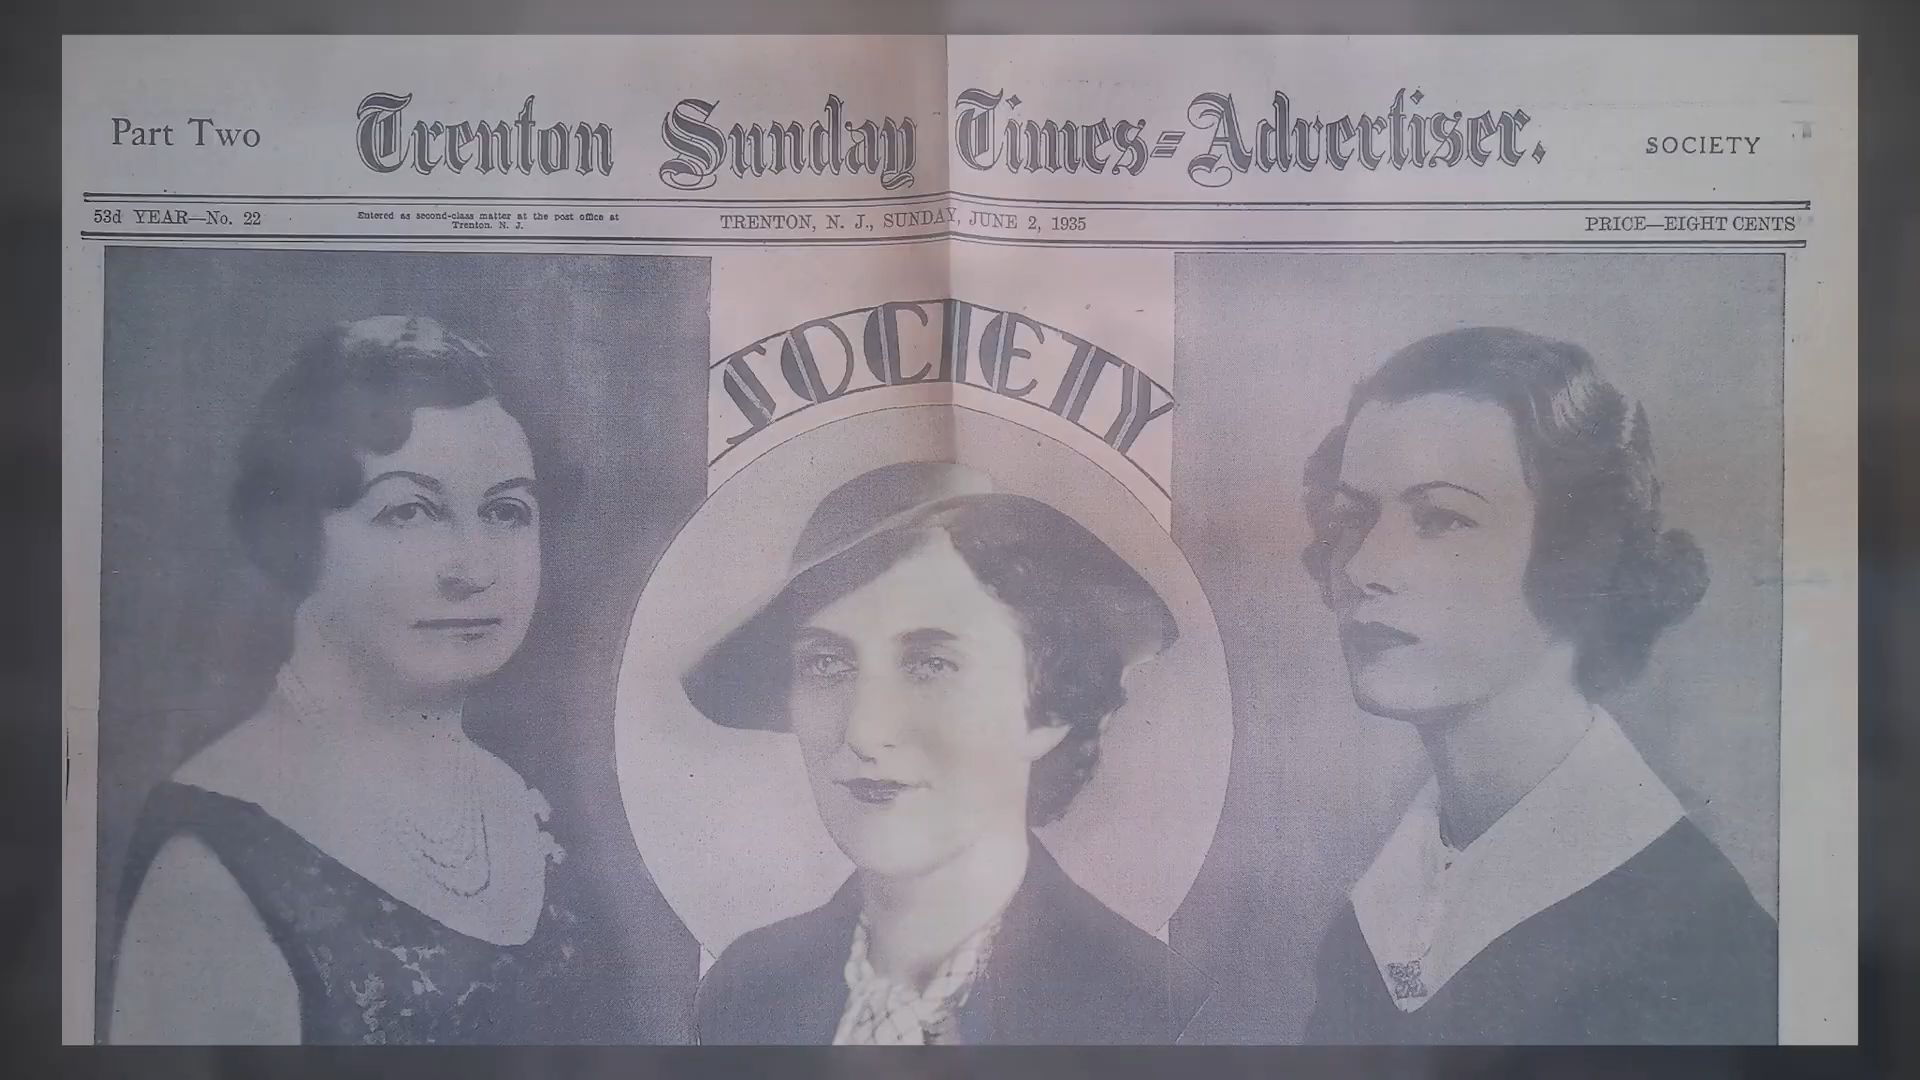 Part Two
Trenton Sunday Times=Advertiser.
SOCIETY
53d YEAR—No. 22
Entered as second-class matter at the post office at
Trenton. N. J.
TRENTON, N. J., SUNDAY, JUNE 2, 1935
PRICE—EIGHT CENTS
SOCIETY